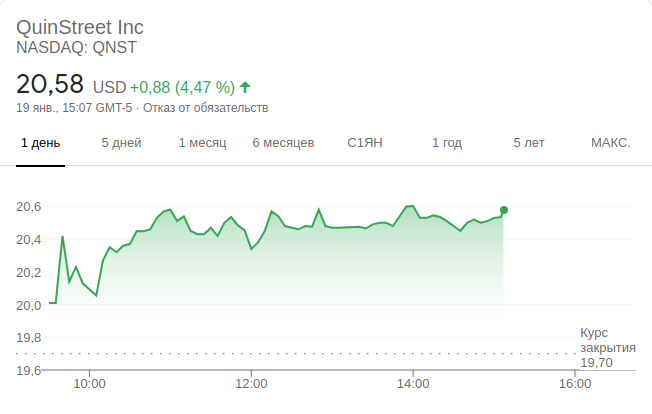 QuinStreet Inc
NASDAQ: QNST
20,58 USD +0,88 (4,47 %)
19 янв., 15:07 GMT-5 · Отказ от обязательств
1 день 5 дней 1 месяц 6 месяцев С1ЯН 1 год 5 лет МАКС.
20,6
20,4
20,2
20,0
19,8
19,6
Курс
закрытия
19,70
10:00 12:00 14:00 16:00